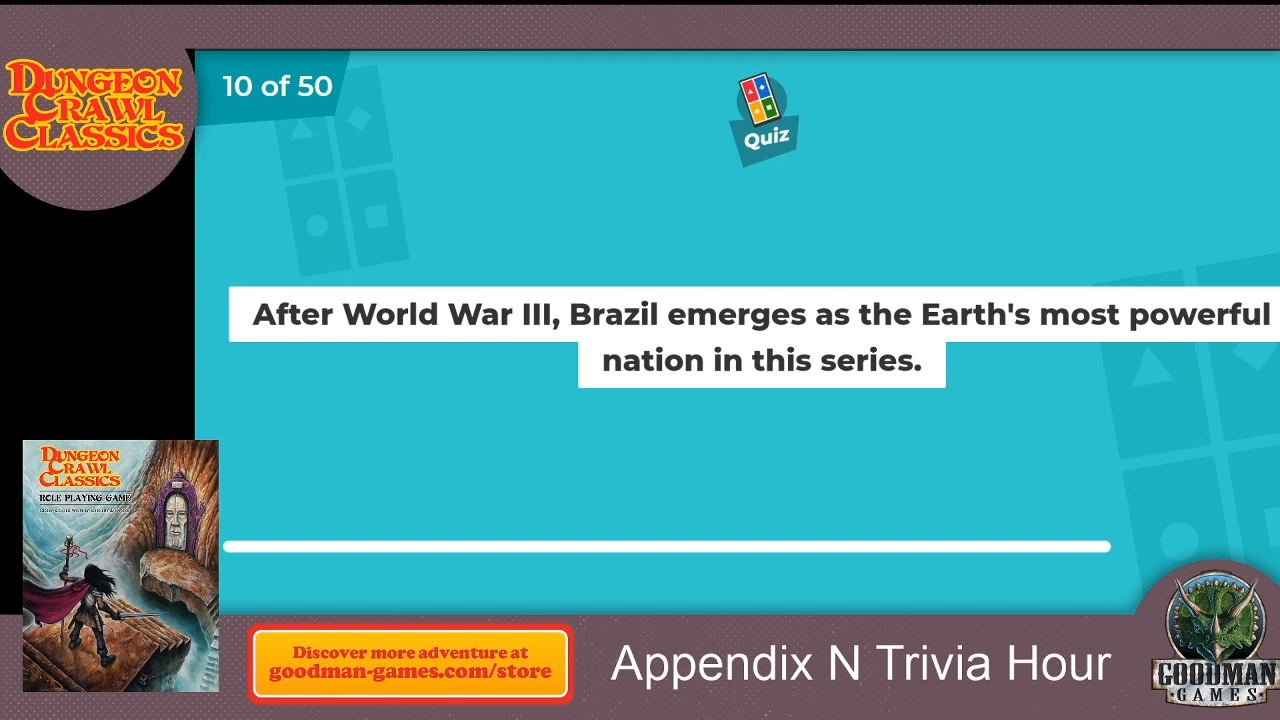 DUNGEON
CRAWL
CLASSICS
10 of 50
Quiz
After World War III, Brazil emerges as the Earth's most powerful
nation in this series.
DUNGEON
CRAWL
CLASSICS
ROLE PLAYING GAME
Discover more adventure at
goodman-games.com/store
Appendix N Trivia Hour
GOODMAN
GAMES